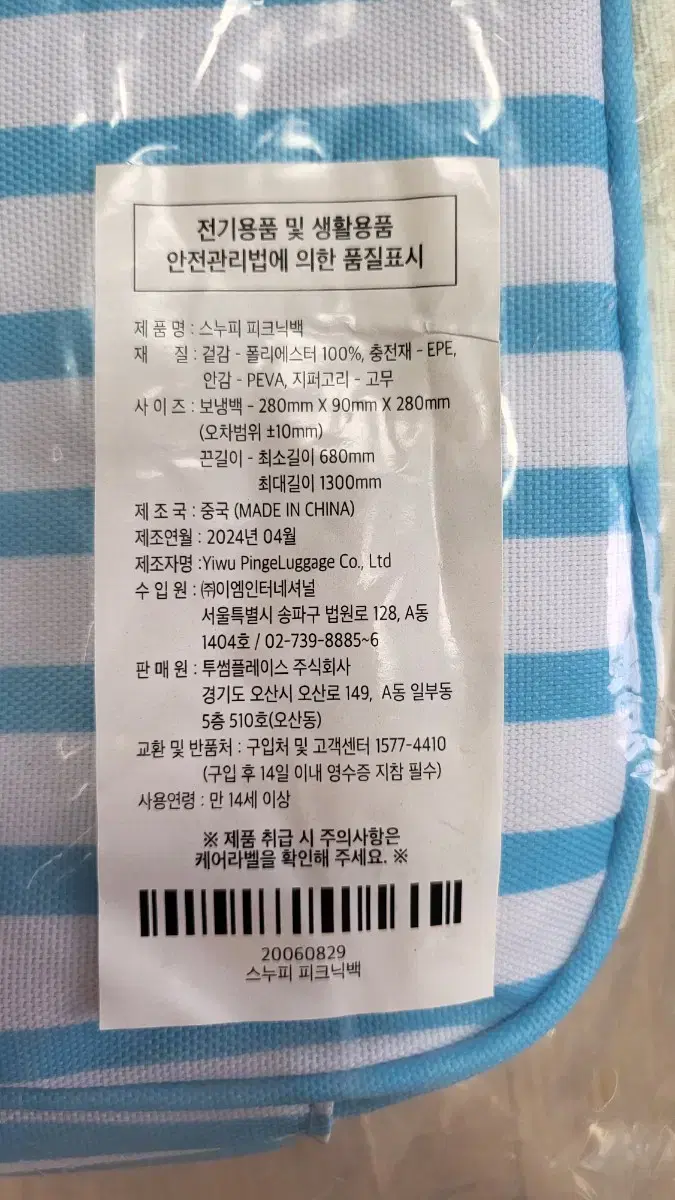 전기용품 및 생활용품
안전관리법에 의한 품질표시
제 품 명 : 스누피 피크닉백
재 질 : 겉감 - 폴리에스터 100%, 충전재 - EPE,
안감 - PEVA, 지퍼고리 - 고무
사 이 즈 : 보냉백 - 280mm X 90mm X 280mm
(오차범위 ±10mm)
끈길이 - 최소길이 680mm
최대길이 1300mm
제 조 국 : 중국 (MADE IN CHINA)
제조연월 : 2024년 04월
제조자명 :Yiwu PingeLuggage Co., Ltd
수 입 원 : ㈜이엠인터네셔널
서울특별시 송파구 법원로 128, A동
1404호 / 02-739-8885~6
판 매 원 : 투썸플레이스 주식회사
경기도 오산시 오산로 149, A동 일부동
5층 510호(오산동)
교환 및 반품처 : 구입처 및 고객센터 1577-4410
(구입 후 14일 이내 영수증 지참 필수)
사용연령 : 만 14세 이상
※ 제품 취급 시 주의사항은
케어라벨을 확인해 주세요. ※
20060829
스누피 피크닉백